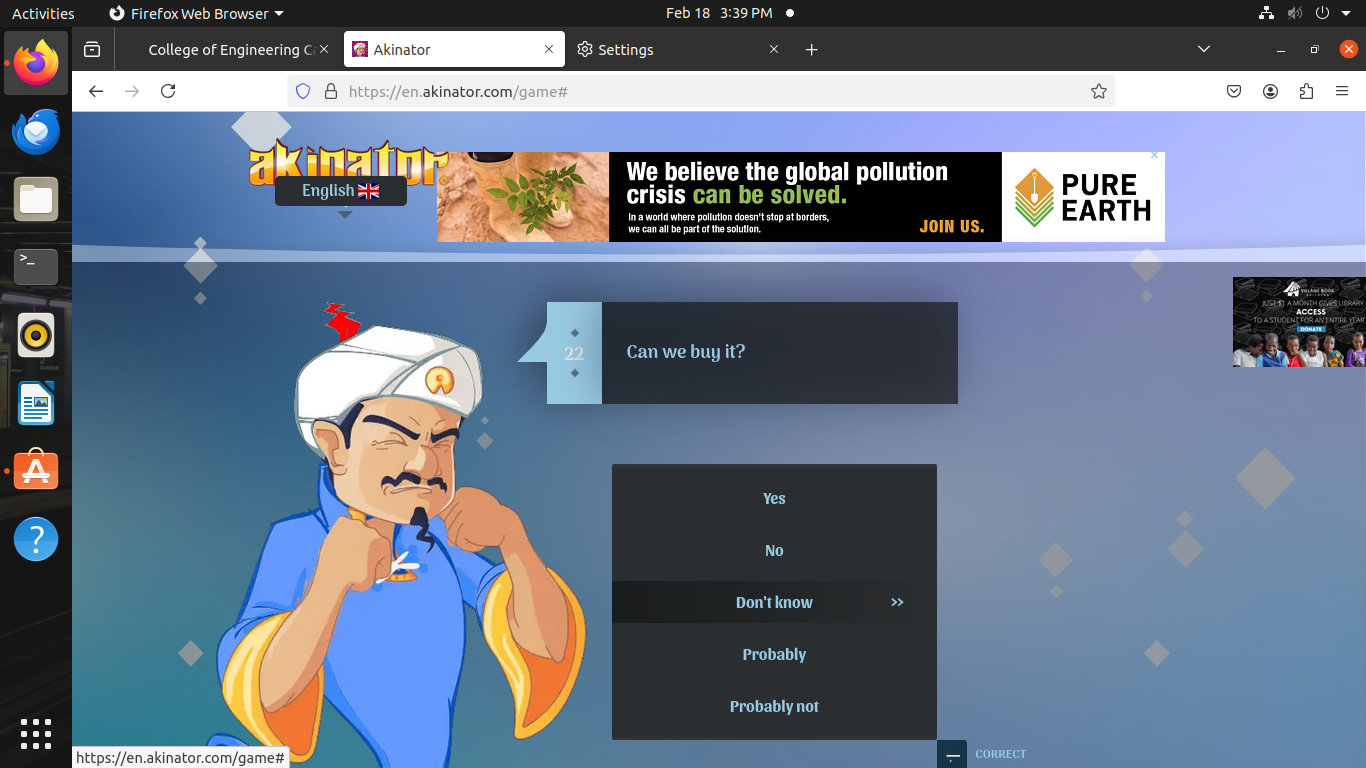 Activities
Firefox Web Browser
Feb 18 3:39 PM
College of Engineering Ca
Akinator
Settings
https://en.akinator.com/game#
akinator
English
We believe the global pollution
crisis can be solved.
In a world where pollution doesn't stop at borders,
we can all be part of the solution.
JOIN US.
PURE
EARTH
VILLAGE BOOK
BUILDERS
JUST $1 A MONTH GIVES LIBRARY
ACCESS
TO A STUDENT FOR AN ENTIRE YEAR
DONATE
22
Can we buy it?
Yes
No
Don't know >>
Probably
Probably not
CORRECT
https://en.akinator.com/game#